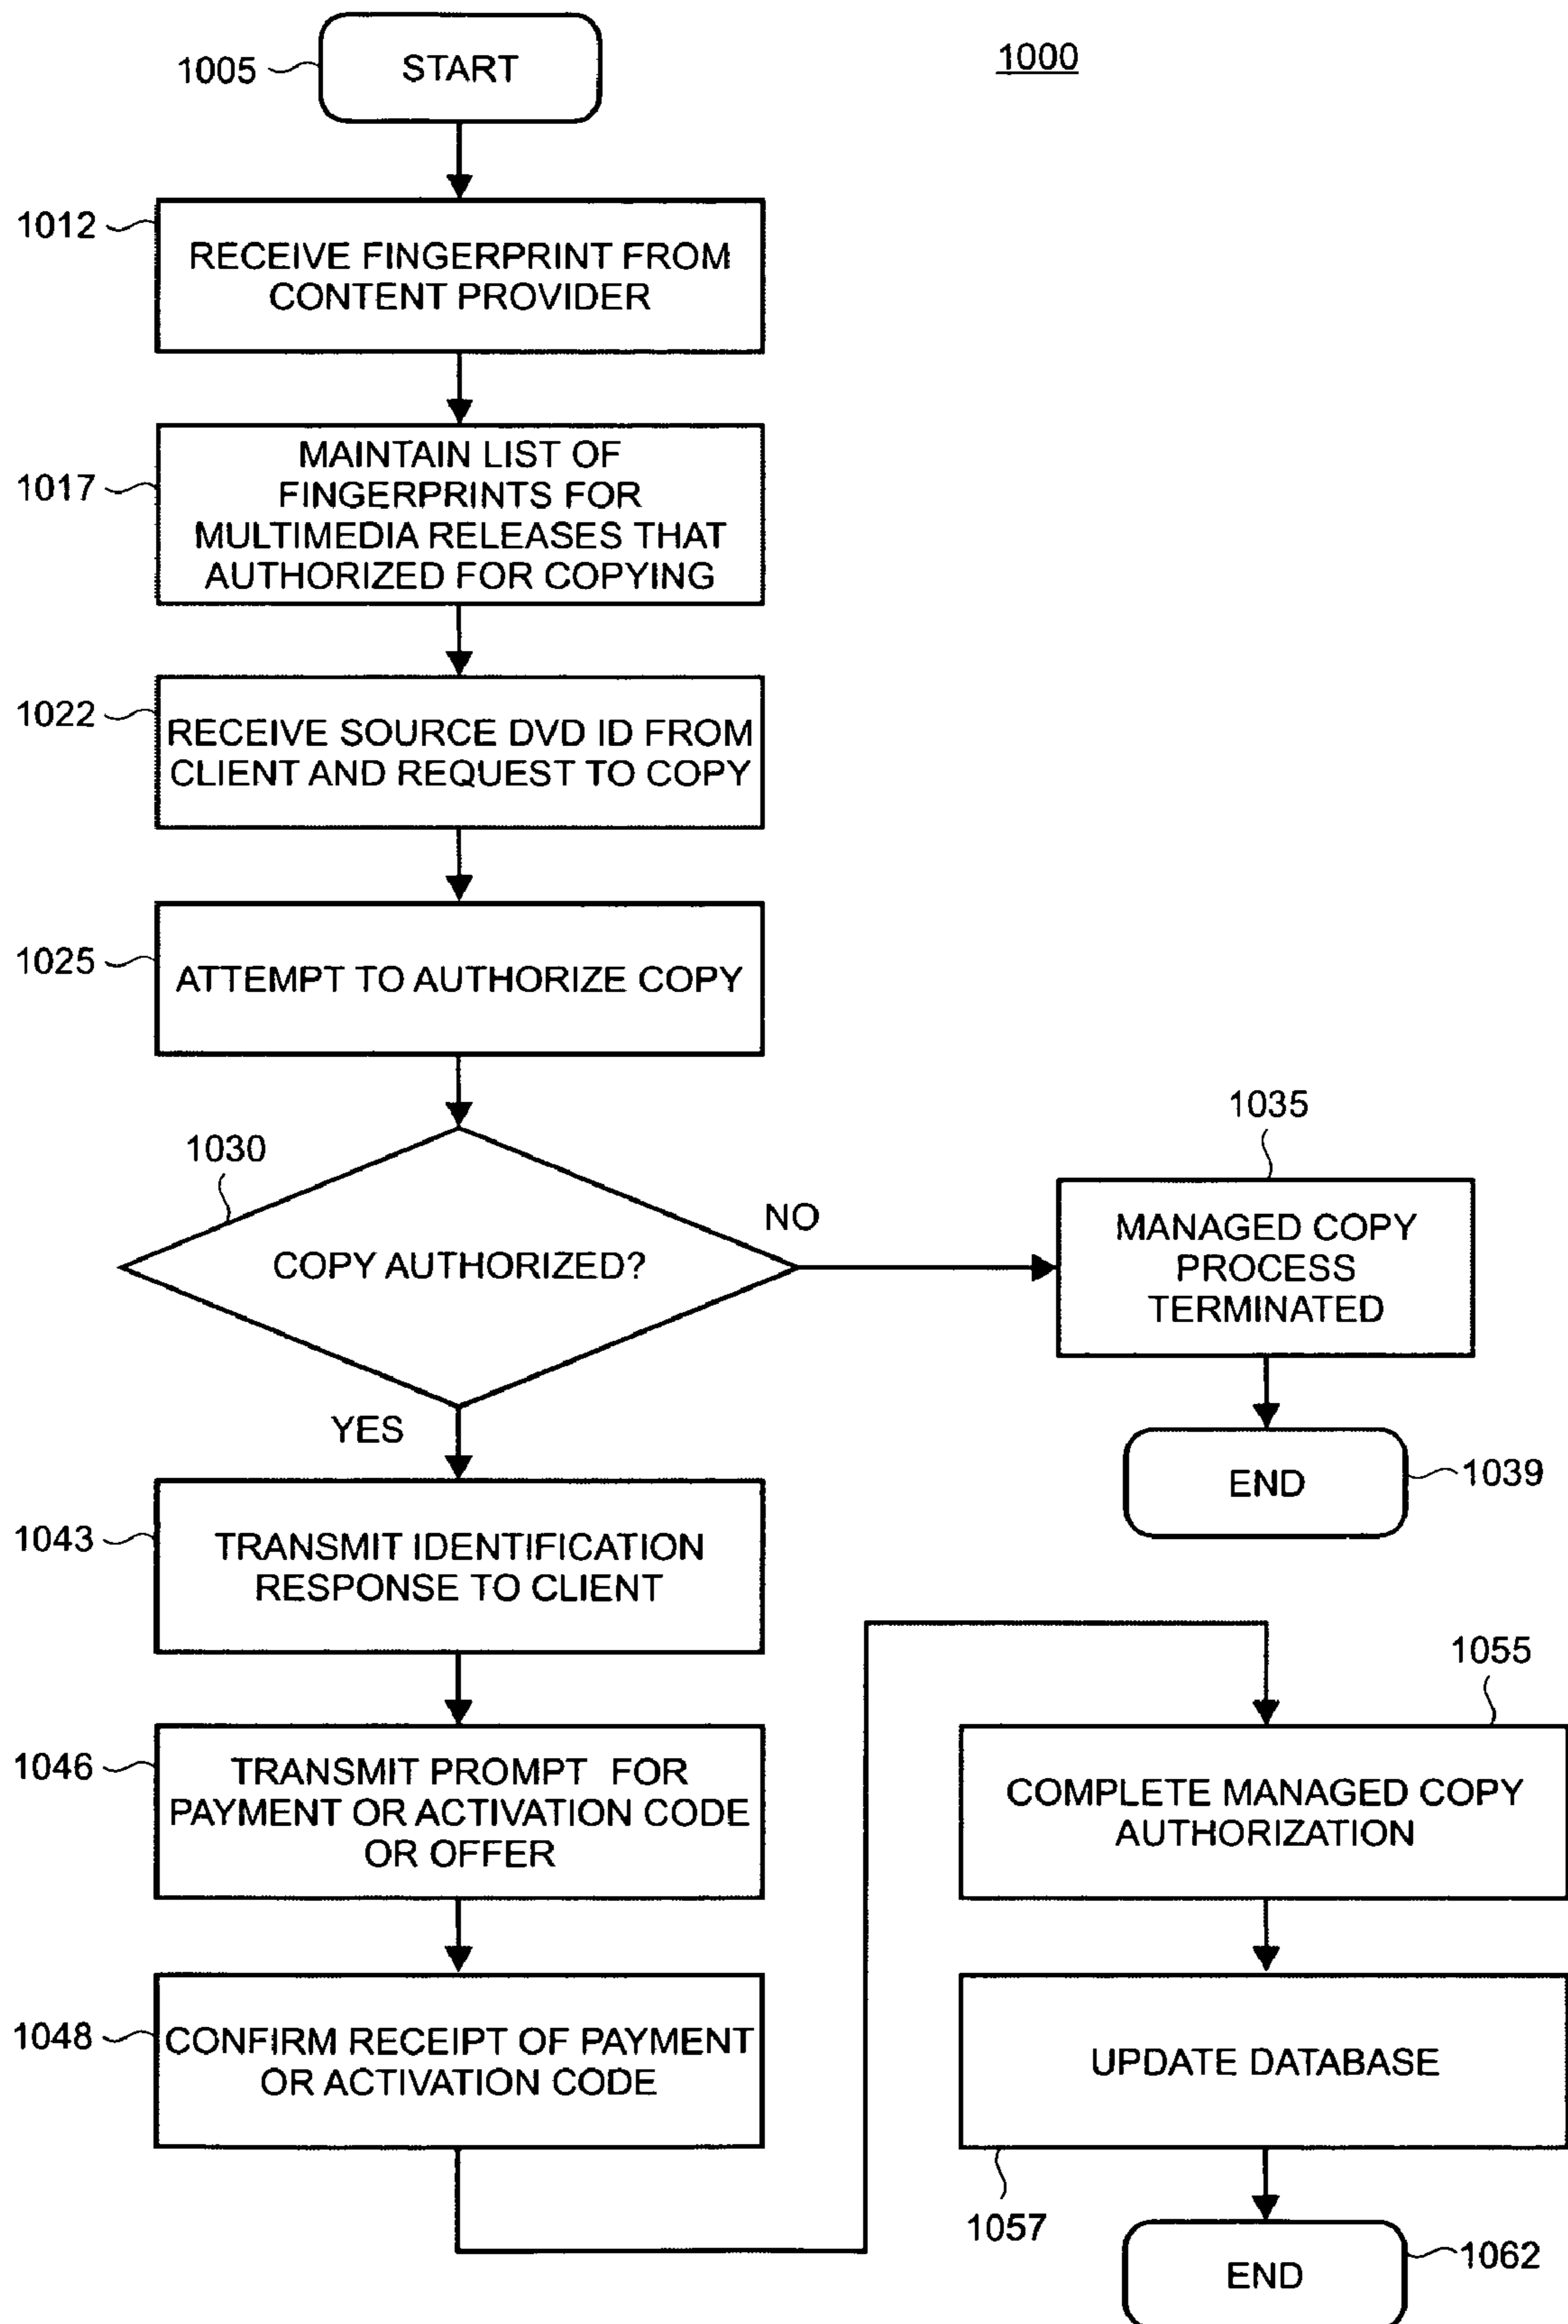 1000
1005
START
1012
RECEIVE FINGERPRINT FROM
CONTENT PROVIDER
1017
MAINTAIN LIST OF
FINGERPRINTS FOR
MULTIMEDIA RELEASES THAT
AUTHORIZED FOR COPYING
1022
RECEIVE SOURCE DVD ID FROM
CLIENT AND REQUEST TO COPY
1025
ATTEMPT TO AUTHORIZE COPY
1030
COPY AUTHORIZED?
NO
1035
MANAGED COPY
PROCESS
TERMINATED
END
1039
YES
1043
TRANSMIT IDENTIFICATION
RESPONSE TO CLIENT
1046
TRANSMIT PROMPT FOR
PAYMENT OR ACTIVATION CODE
OR OFFER
1048
CONFIRM RECEIPT OF PAYMENT
OR ACTIVATION CODE
1055
COMPLETE MANAGED COPY
AUTHORIZATION
UPDATE DATABASE
1057
END
1062